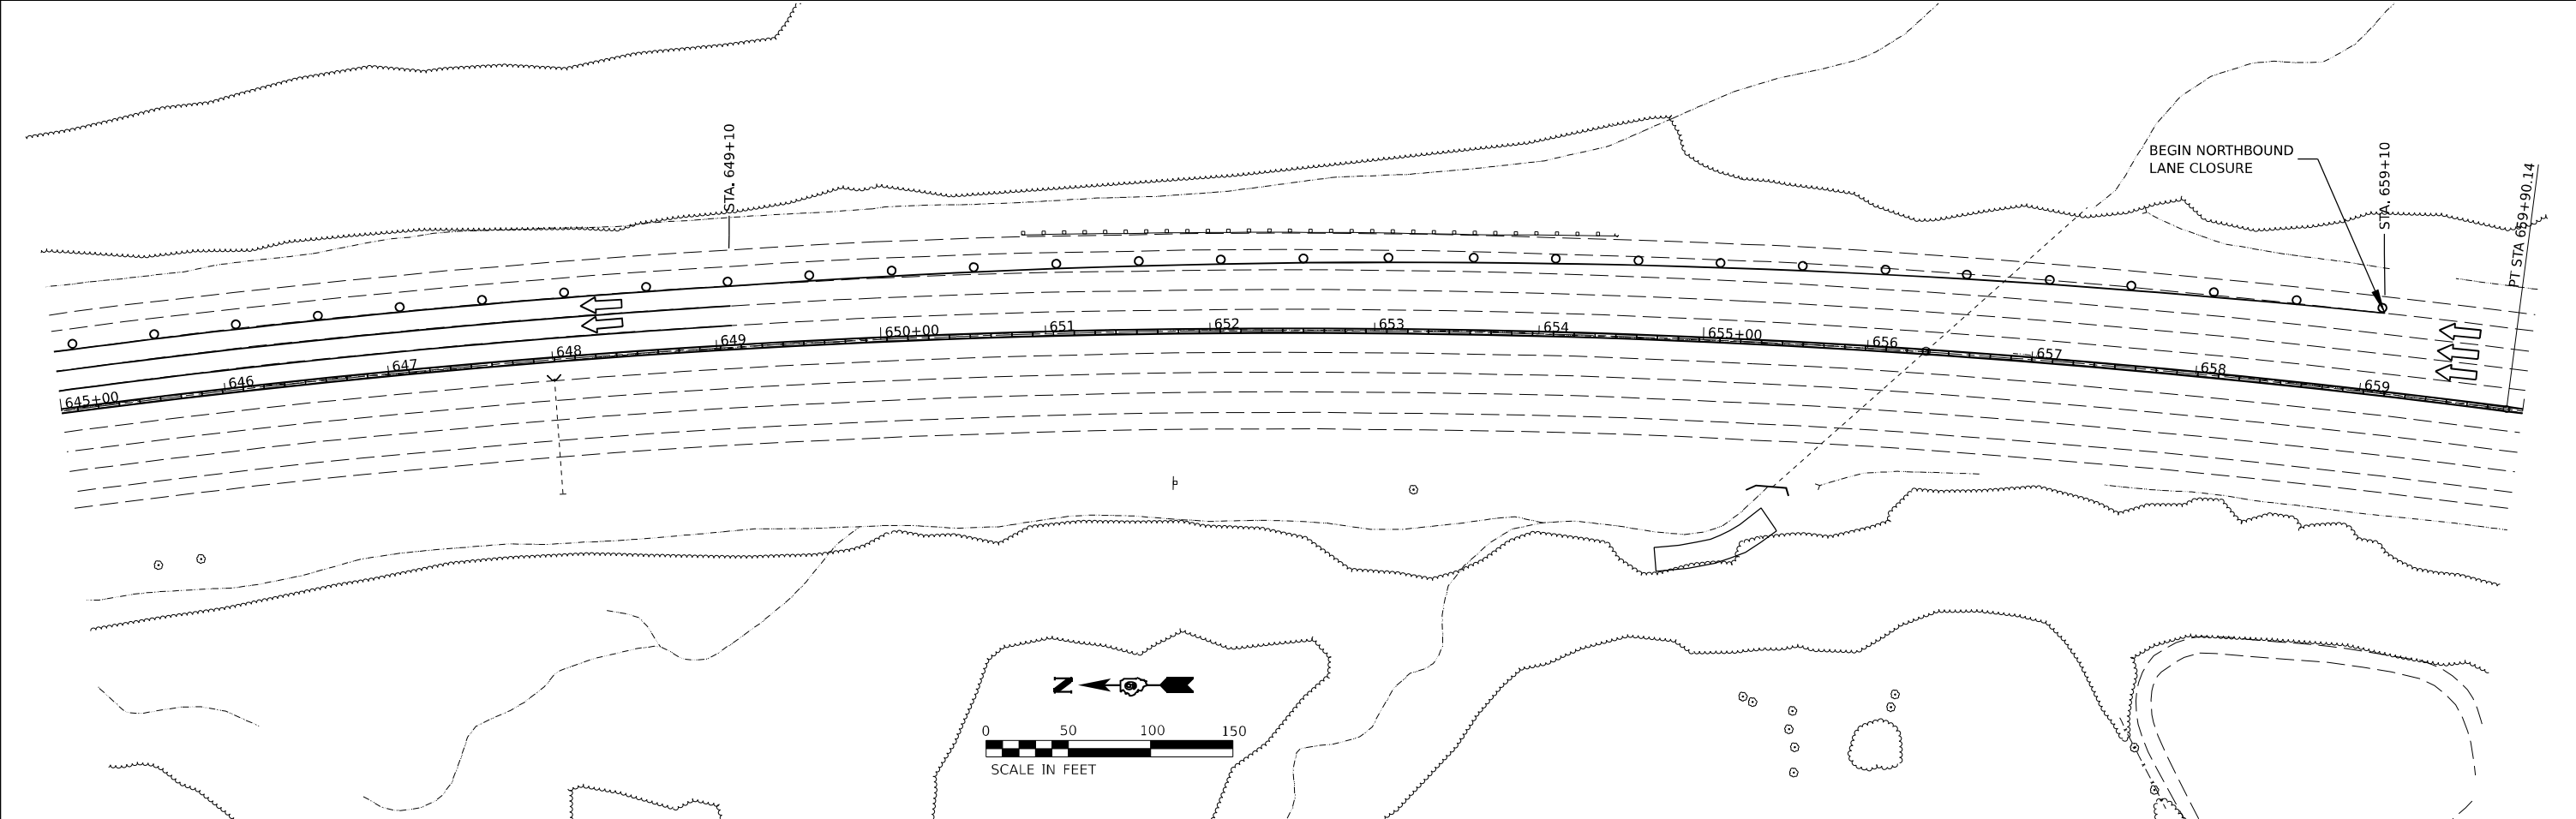 STA. 649+10
BEGIN NORTHBOUND
LANE CLOSURE
STA. 659+10
PT STA 659+90.14
645+00
646
647
648
649
650+00
651
652
653
654
655+00
656
657
658
659
N
0 50 100 150
SCALE IN FEET